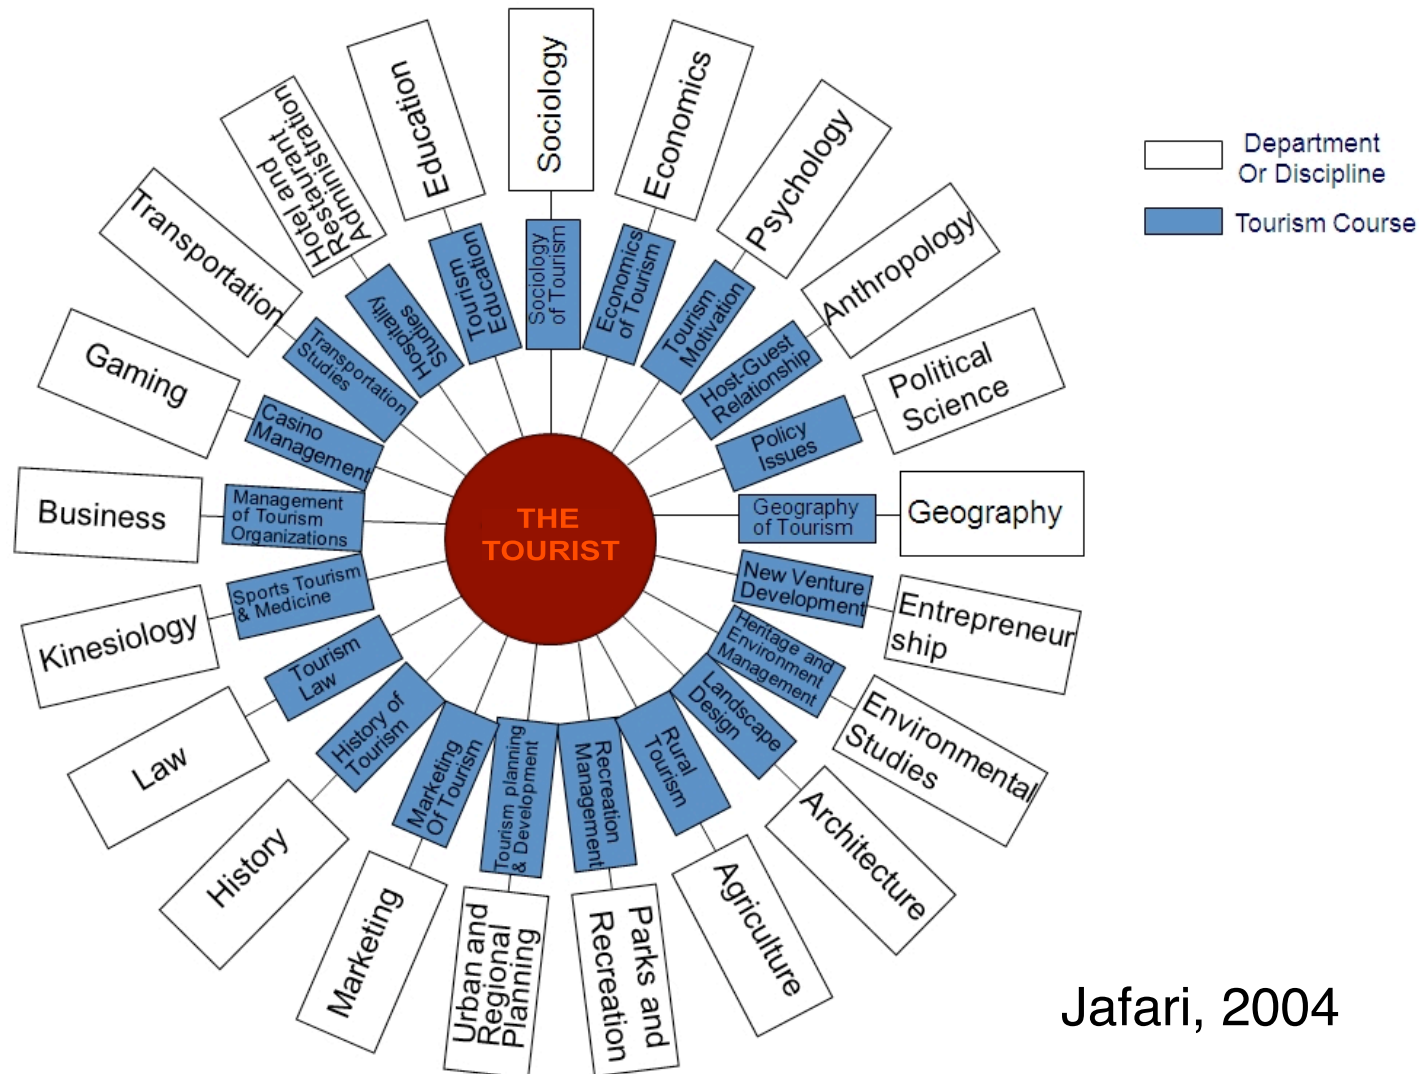 Sociology
Economics
Psychology
Anthropology
Political
Science
Geography
Entrepreneur
ship
Environmental
Studies
Architecture
Agriculture
Parks and
Recreation
Urban and
Regional
Planning
Marketing
History
Law
Kinesiology
Business
Gaming
Transportation
Hotel and
Restaurant
Administration
Education
Sociology
of Tourism
Economics
of Tourism
Tourism
Motivation
Host-Guest
Relationship
Policy
Issues
Geography
of Tourism
New Venture
Development
Heritage and
Environment
Management
Landscape
Design
Rural
Tourism
Recreation
Management
Tourism planning
& Development
Marketing
Of Tourism
History of
Tourism
Tourism
Law
Sports Tourism
& Medicine
Management
of Tourism
Organizations
Casino
Management
Transportation
Studies
Hospitality
Studies
Tourism
Education
THE
TOURIST
Department
Or Discipline
Tourism Course
Jafari, 2004